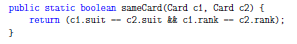 public static boolean sameCard(Card c1, Card c2) {
return (c1.suit -- c2.suit && c1.rank -- c2.rank);
}